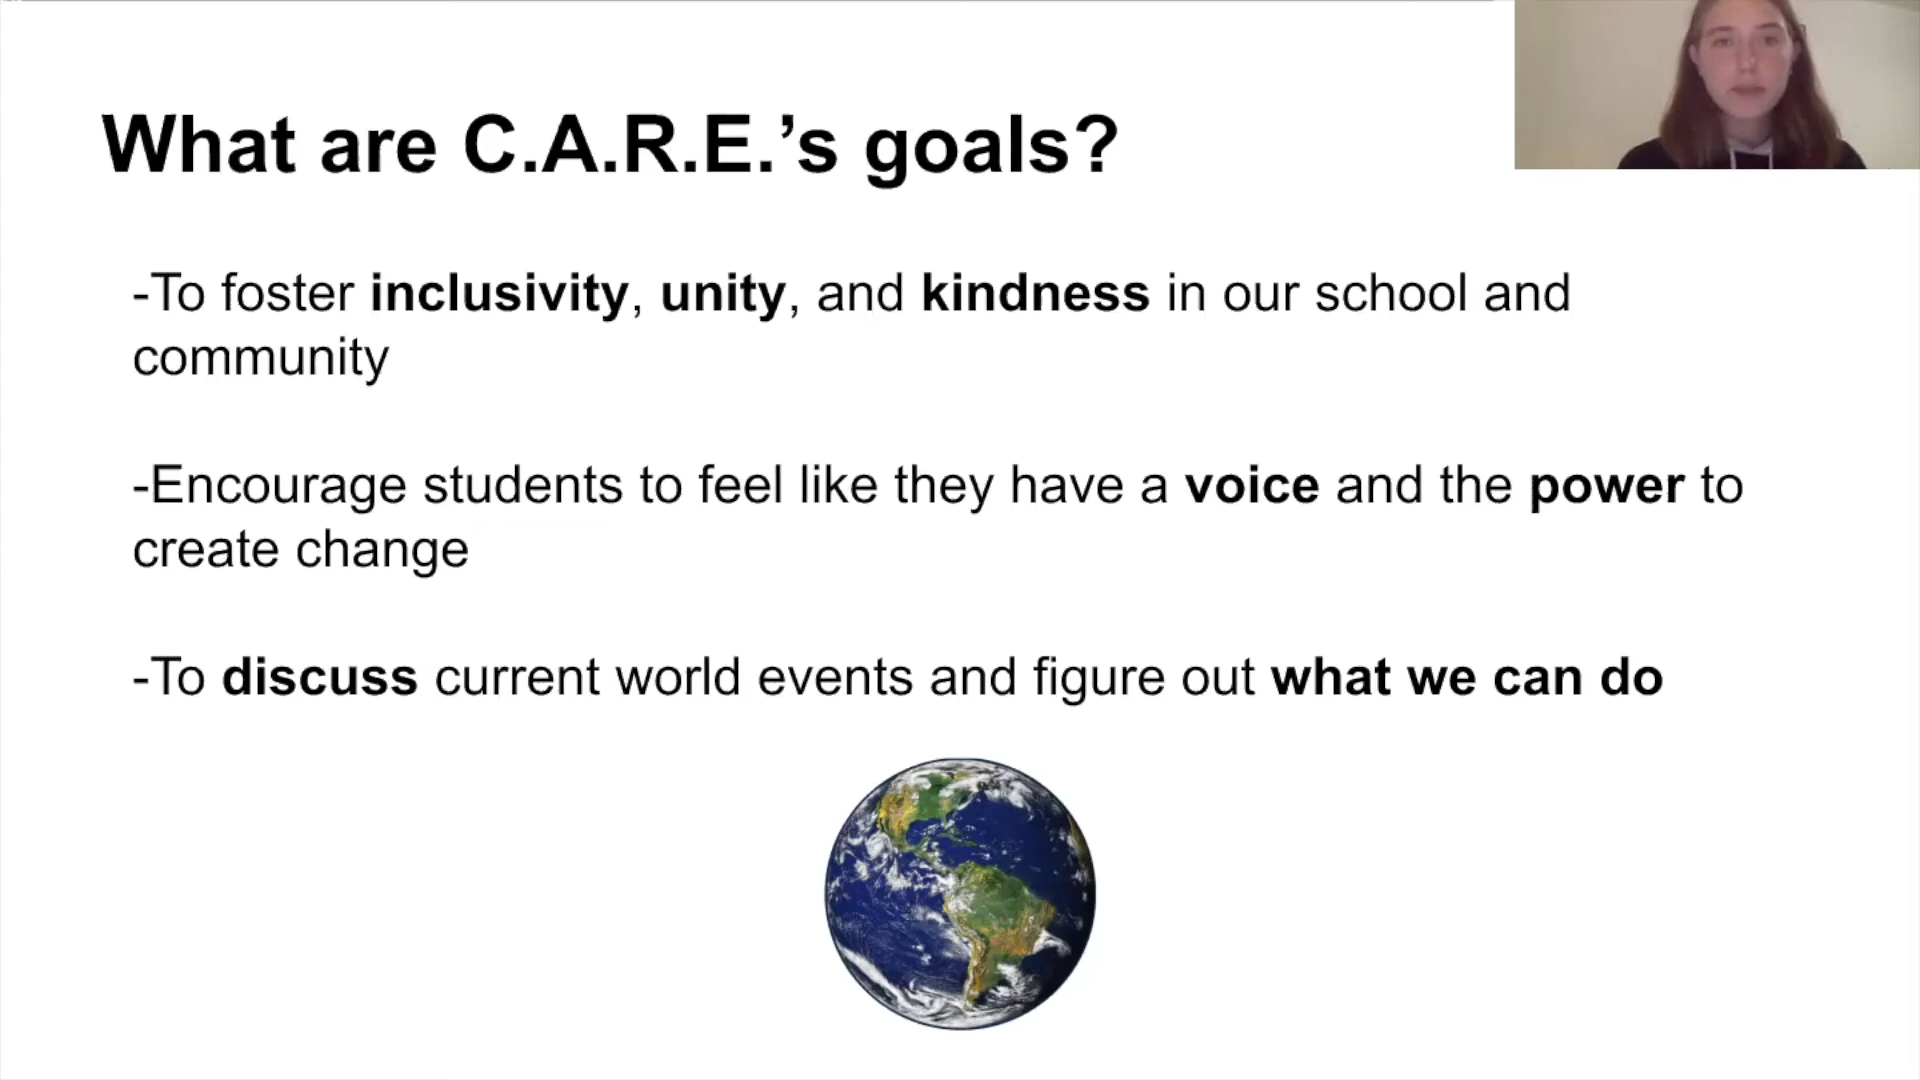 What are C.A.R.E.’s goals?
-To foster inclusivity, unity, and kindness in our school and
community
-Encourage students to feel like they have a voice and the power to
create change
-To discuss current world events and figure out what we can do